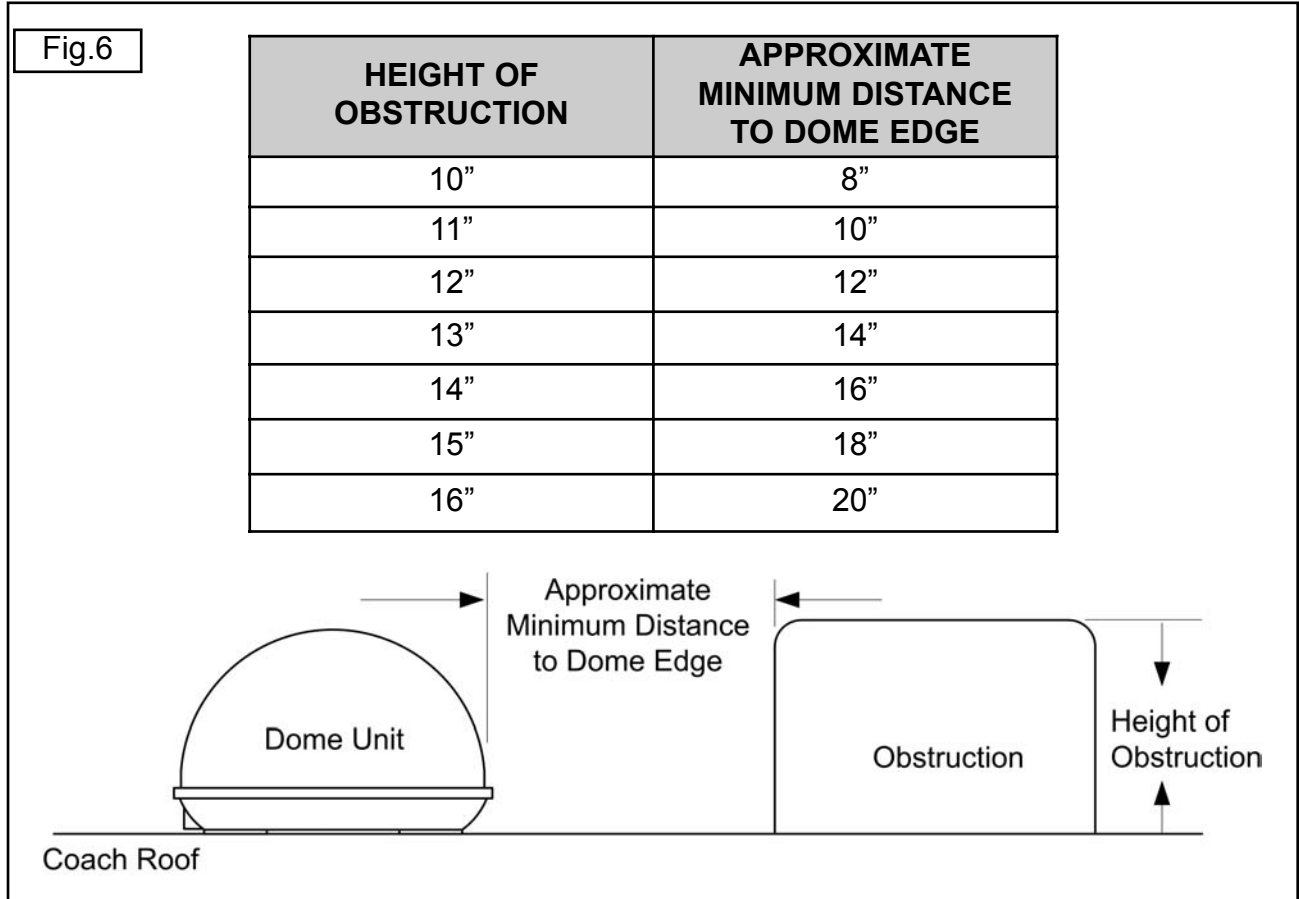 Fig.6
HEIGHT OF
OBSTRUCTION
APPROXIMATE
MINIMUM DISTANCE
TO DOME EDGE
10” 8”
11” 10”
12” 12”
13” 14”
14” 16”
15” 18”
16” 20”
Approximate
Minimum Distance
to Dome Edge
Dome Unit
Obstruction
Height of
Obstruction
Coach Roof